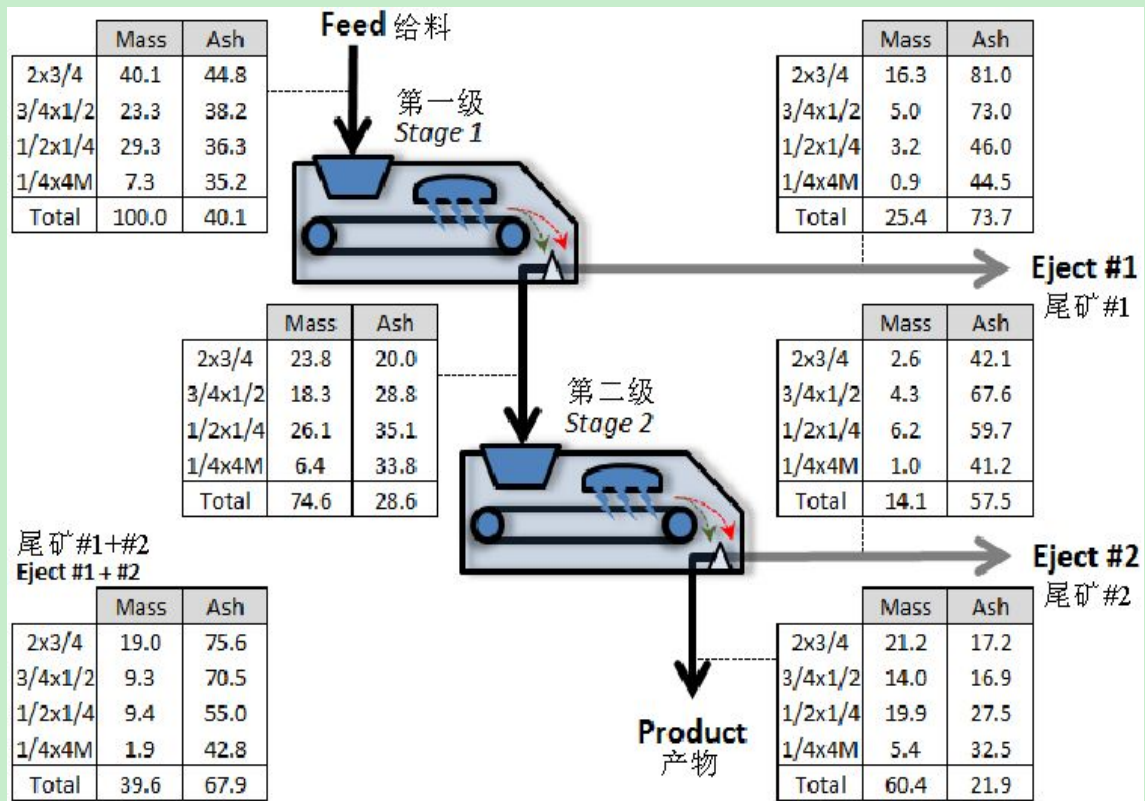 Feed 给料
Mass Ash
2x3/4 40.1 44.8
3/4x1/2 23.3 38.2
1/2x1/4 29.3 36.3
1/4x4M 7.3 35.2
Total 100.0 40.1
第一级
Stage 1
Mass Ash
2x3/4 16.3 81.0
3/4x1/2 5.0 73.0
1/2x1/4 3.2 46.0
1/4x4M 0.9 44.5
Total 25.4 73.7
Eject #1
尾矿#1
Mass Ash
2x3/4 23.8 20.0
3/4x1/2 18.3 28.8
1/2x1/4 26.1 35.1
1/4x4M 6.4 33.8
Total 74.6 28.6
第二级
Stage 2
Mass Ash
2x3/4 2.6 42.1
3/4x1/2 4.3 67.6
1/2x1/4 6.2 59.7
1/4x4M 1.0 41.2
Total 14.1 57.5
Eject #2
尾矿#2
尾矿#1+#2
Eject #1 + #2
Mass Ash
2x3/4 19.0 75.6
3/4x1/2 9.3 70.5
1/2x1/4 9.4 55.0
1/4x4M 1.9 42.8
Total 39.6 67.9
Product
产物
Mass Ash
2x3/4 21.2 17.2
3/4x1/2 14.0 16.9
1/2x1/4 19.9 27.5
1/4x4M 5.4 32.5
Total 60.4 21.9